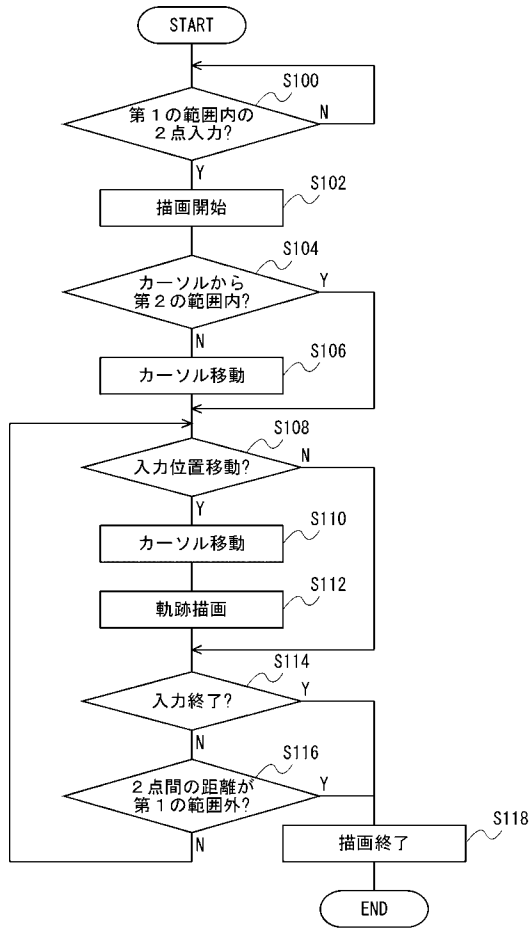 START
S100
第1の範囲内の
2点入力?
N
Y
S102
描画開始
S104
カーソルから
第2の範囲内?
Y
N
S106
カーソル移動
S108
入力位置移動?
N
Y
S110
カーソル移動
S112
軌跡描画
S114
入力終了?
Y
N
S116
2点間の距離が
第1の範囲外?
Y
N
S118
描画終了
END